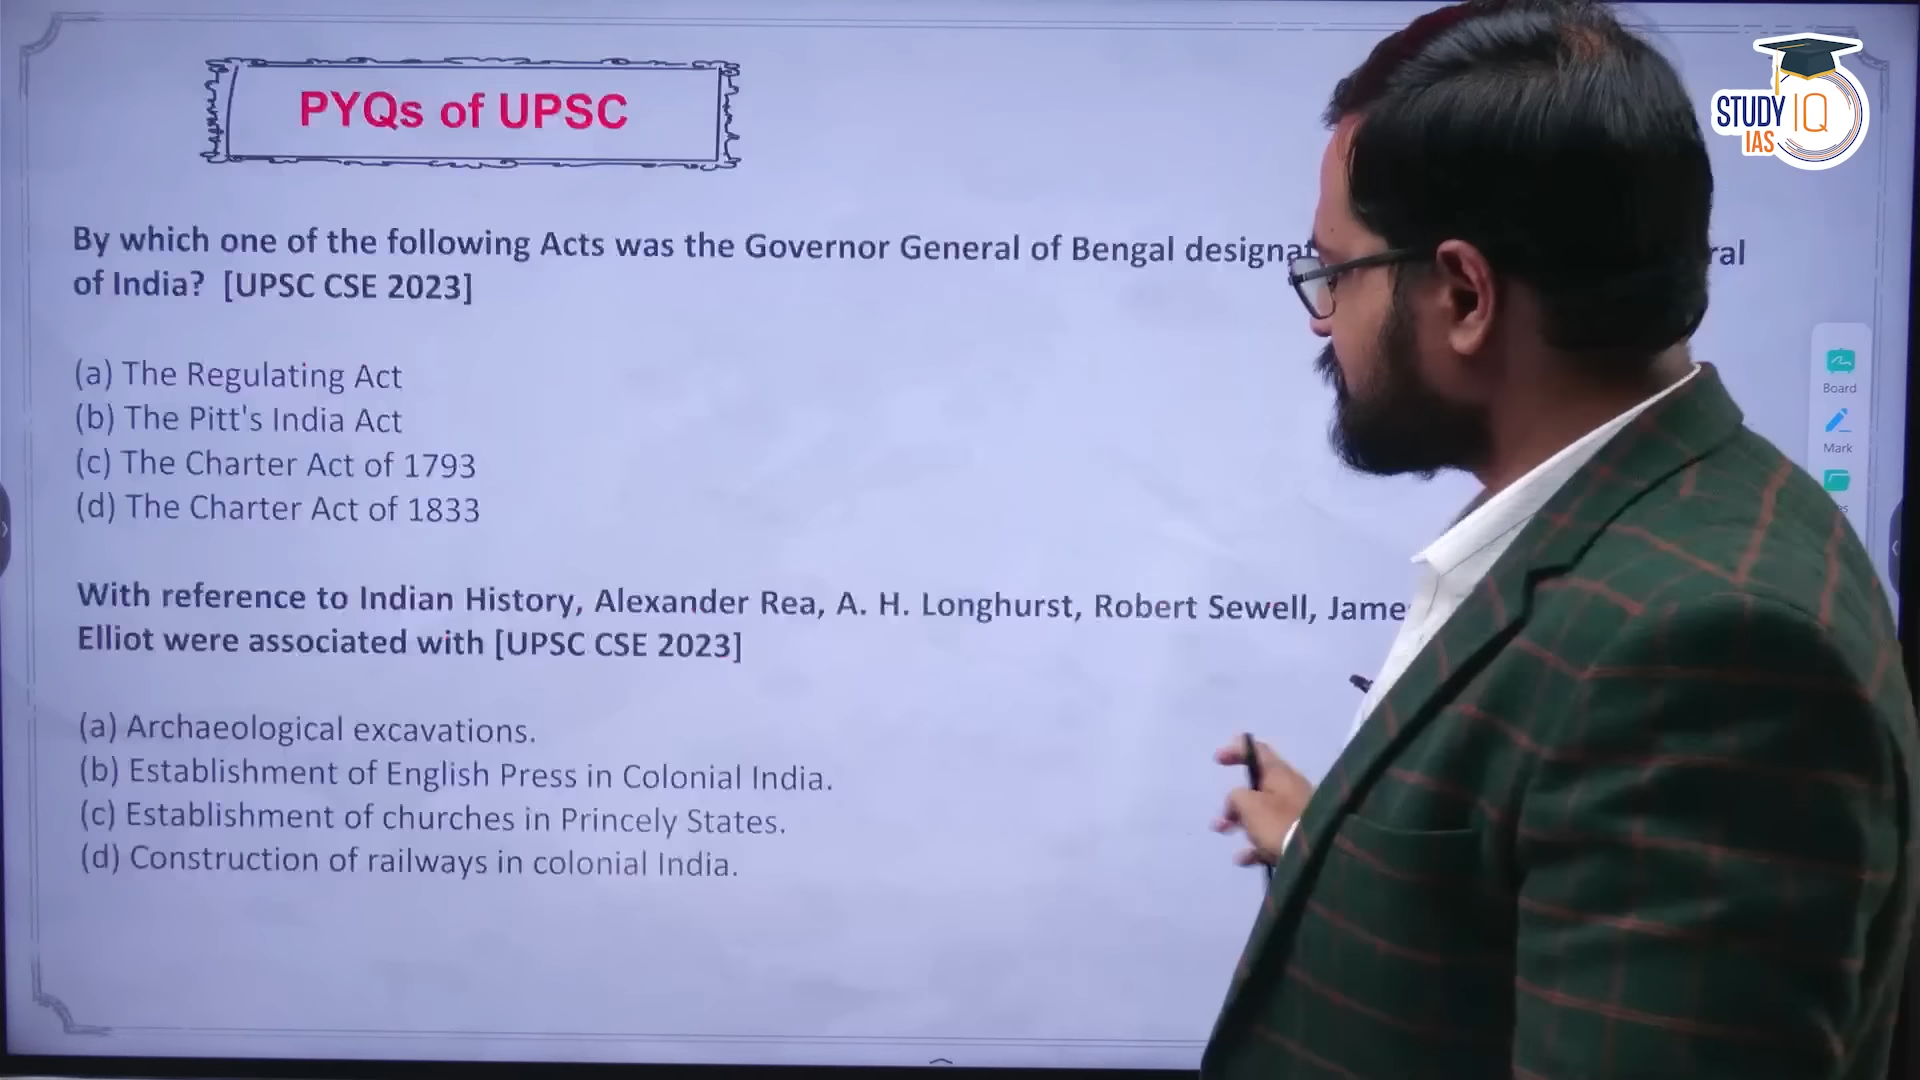 PYQs of UPSC
STUDY IQ
IAS
By which one of the following Acts was the Governor General of Bengal
of India? [UPSC CSE 2023]
(a) The Regulating Act
(b) The Pitt's India Act
(c) The Charter Act of 1793
(d) The Charter Act of 1833
Board
Mark
With reference to Indian History, Alexander Rea, A. H. Longhurst, Robert Sewell,
Elliot were associated with [UPSC CSE 2023]
(a) Archaeological excavations.
(b) Establishment of English Press in Colonial India.
(c) Establishment of churches in Princely States.
(d) Construction of railways in colonial India.